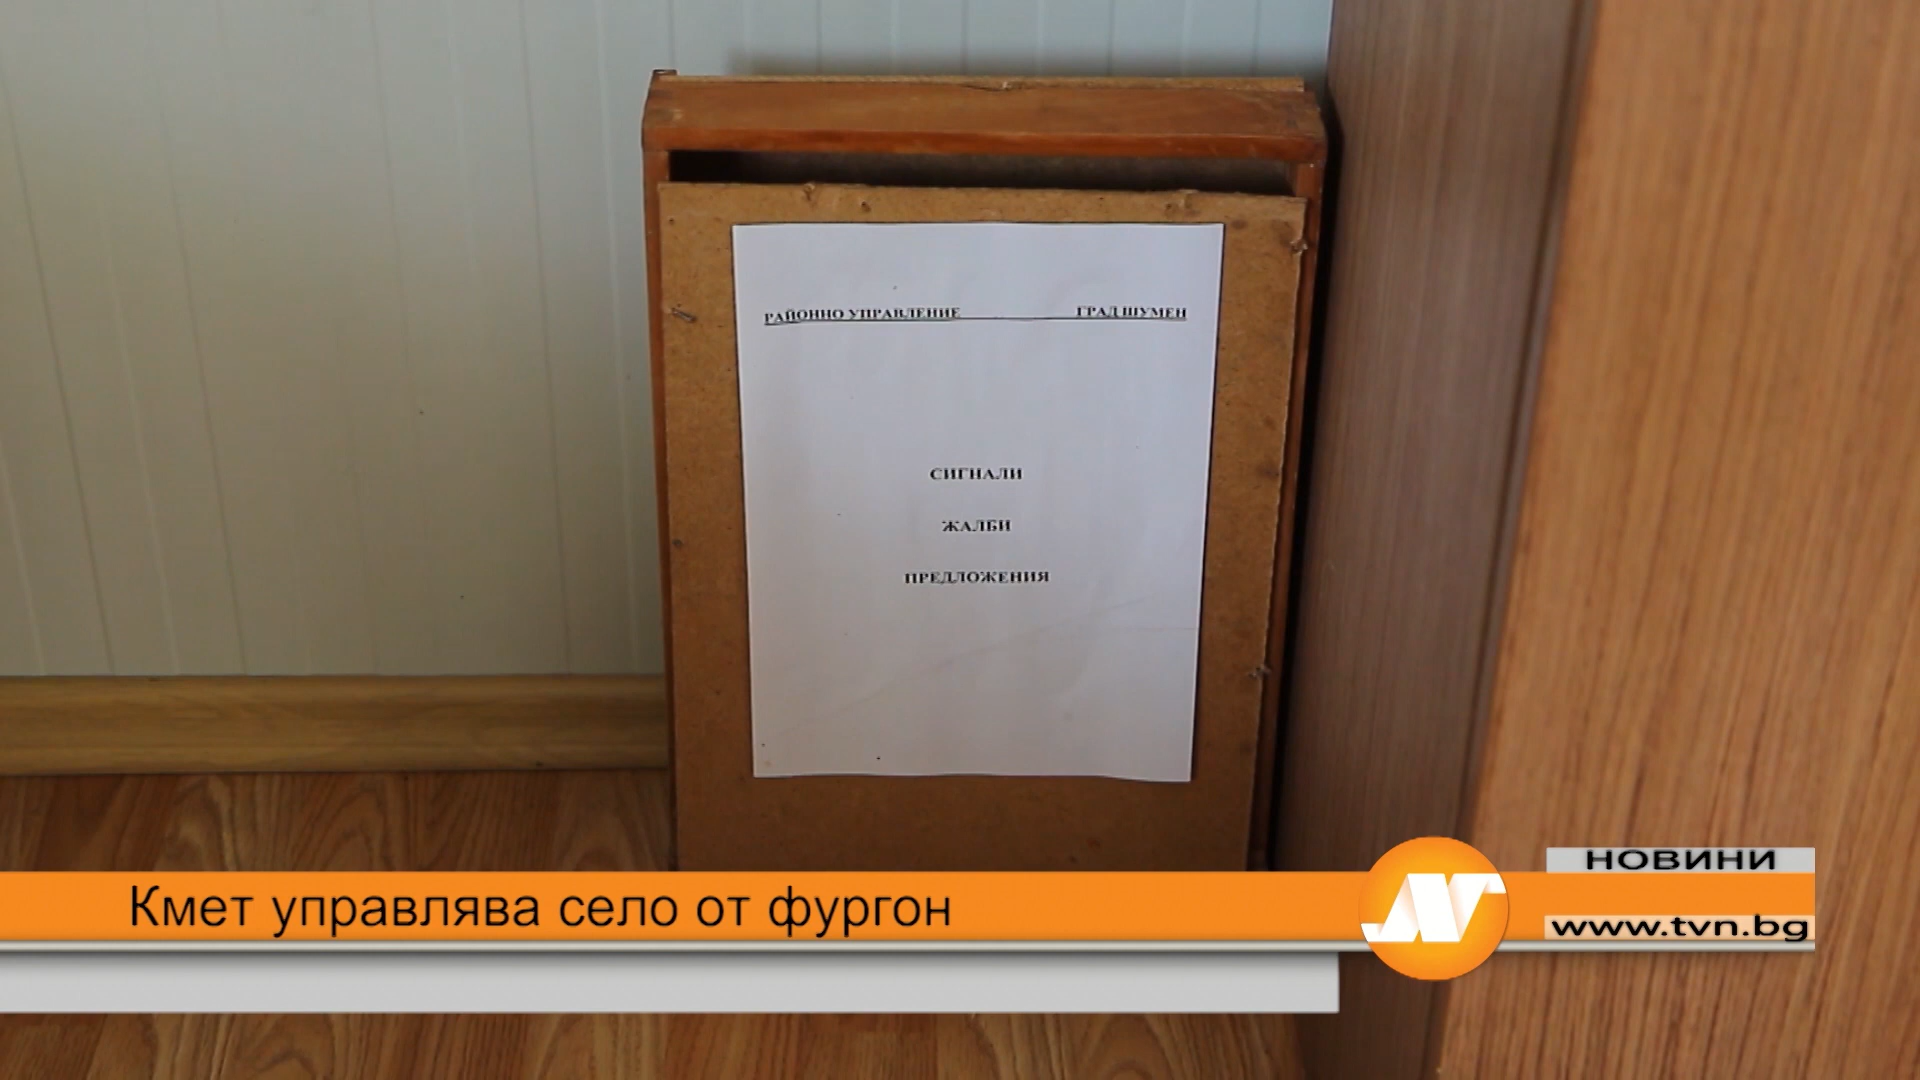 РАЙОННО УПРАВЛЕНИЕ ГРАД ШУМЕН
СИГНАЛИ
ЖАЛБИ
ПРЕДЛОЖЕНИЯ
Кмет управлява село от фургон
НОВИНИ
www.tvn.bg